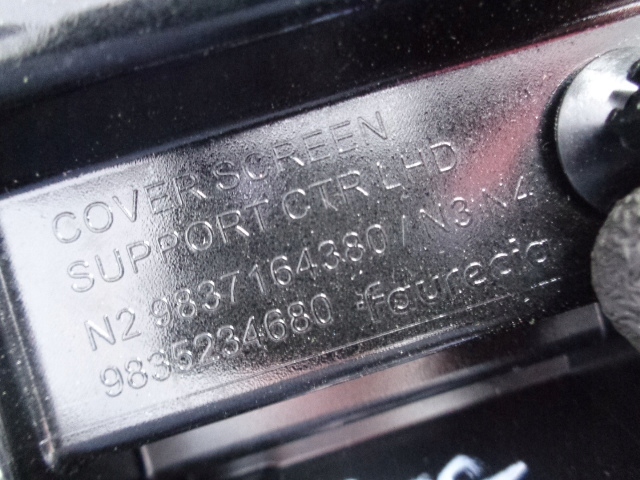 COVER SCREEN
SUPPORT CTR LHD
N2 9837164380 / N3 N4
9835234680 faurecia